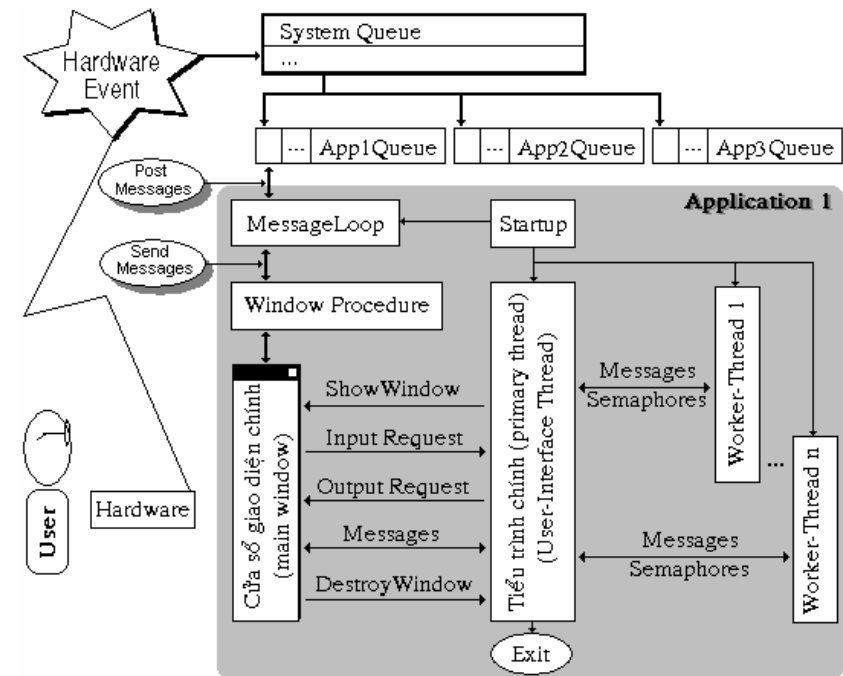 System Queue
...
Hardware
Event
... App1Queue
... App2Queue
... App3Queue
Post
Messages
Application 1
MessageLoop
Startup
Send
Messages
Window Procedure
Cửa sổ giao diện chính
(main window)
ShowWindow
Input Request
Output Request
Messages
DestroyWindow
Tiểu trình chính (primary thread)
(User-Interface Thread)
Messages
Semaphores
Worker-Thread 1
...
Messages
Semaphores
Worker-Thread n
User
Hardware
Exit